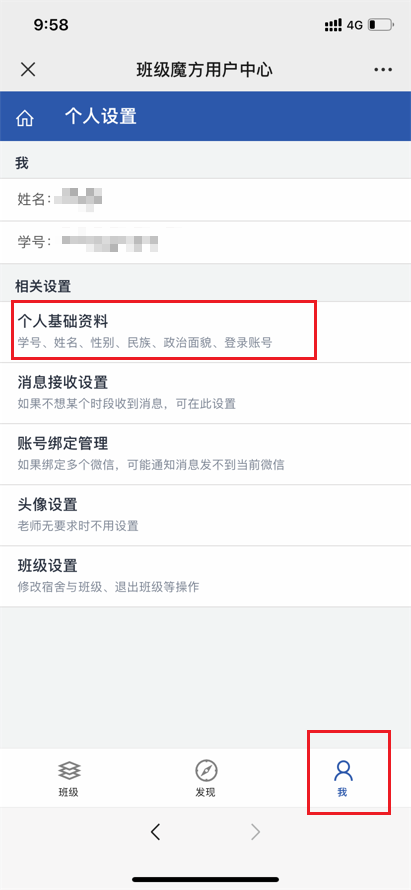 9:58
4G
班级魔方用户中心
个人设置
我
姓名：
学号：
相关设置
个人基础资料
学号、姓名、性别、民族、政治面貌、登录账号
消息接收设置
如果不想某个时段收到消息，可在此设置
账号绑定管理
如果绑定多个微信，可能通知消息发不到当前微信
头像设置
老师无要求时不用设置
班级设置
修改宿舍与班级、退出班级等操作
班级
发现
我